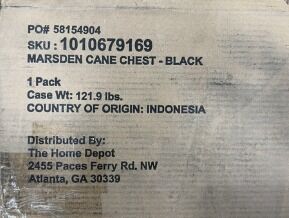 PO# 58154904
SKU : 1010679169
MARSDEN CANE CHEST - BLACK
1 Pack
Case Wt: 121.9 lbs.
COUNTRY OF ORIGIN: INDONESIA
Distributed By:
The Home Depot
2455 Paces Ferry Rd. NW
Atlanta, GA 30339